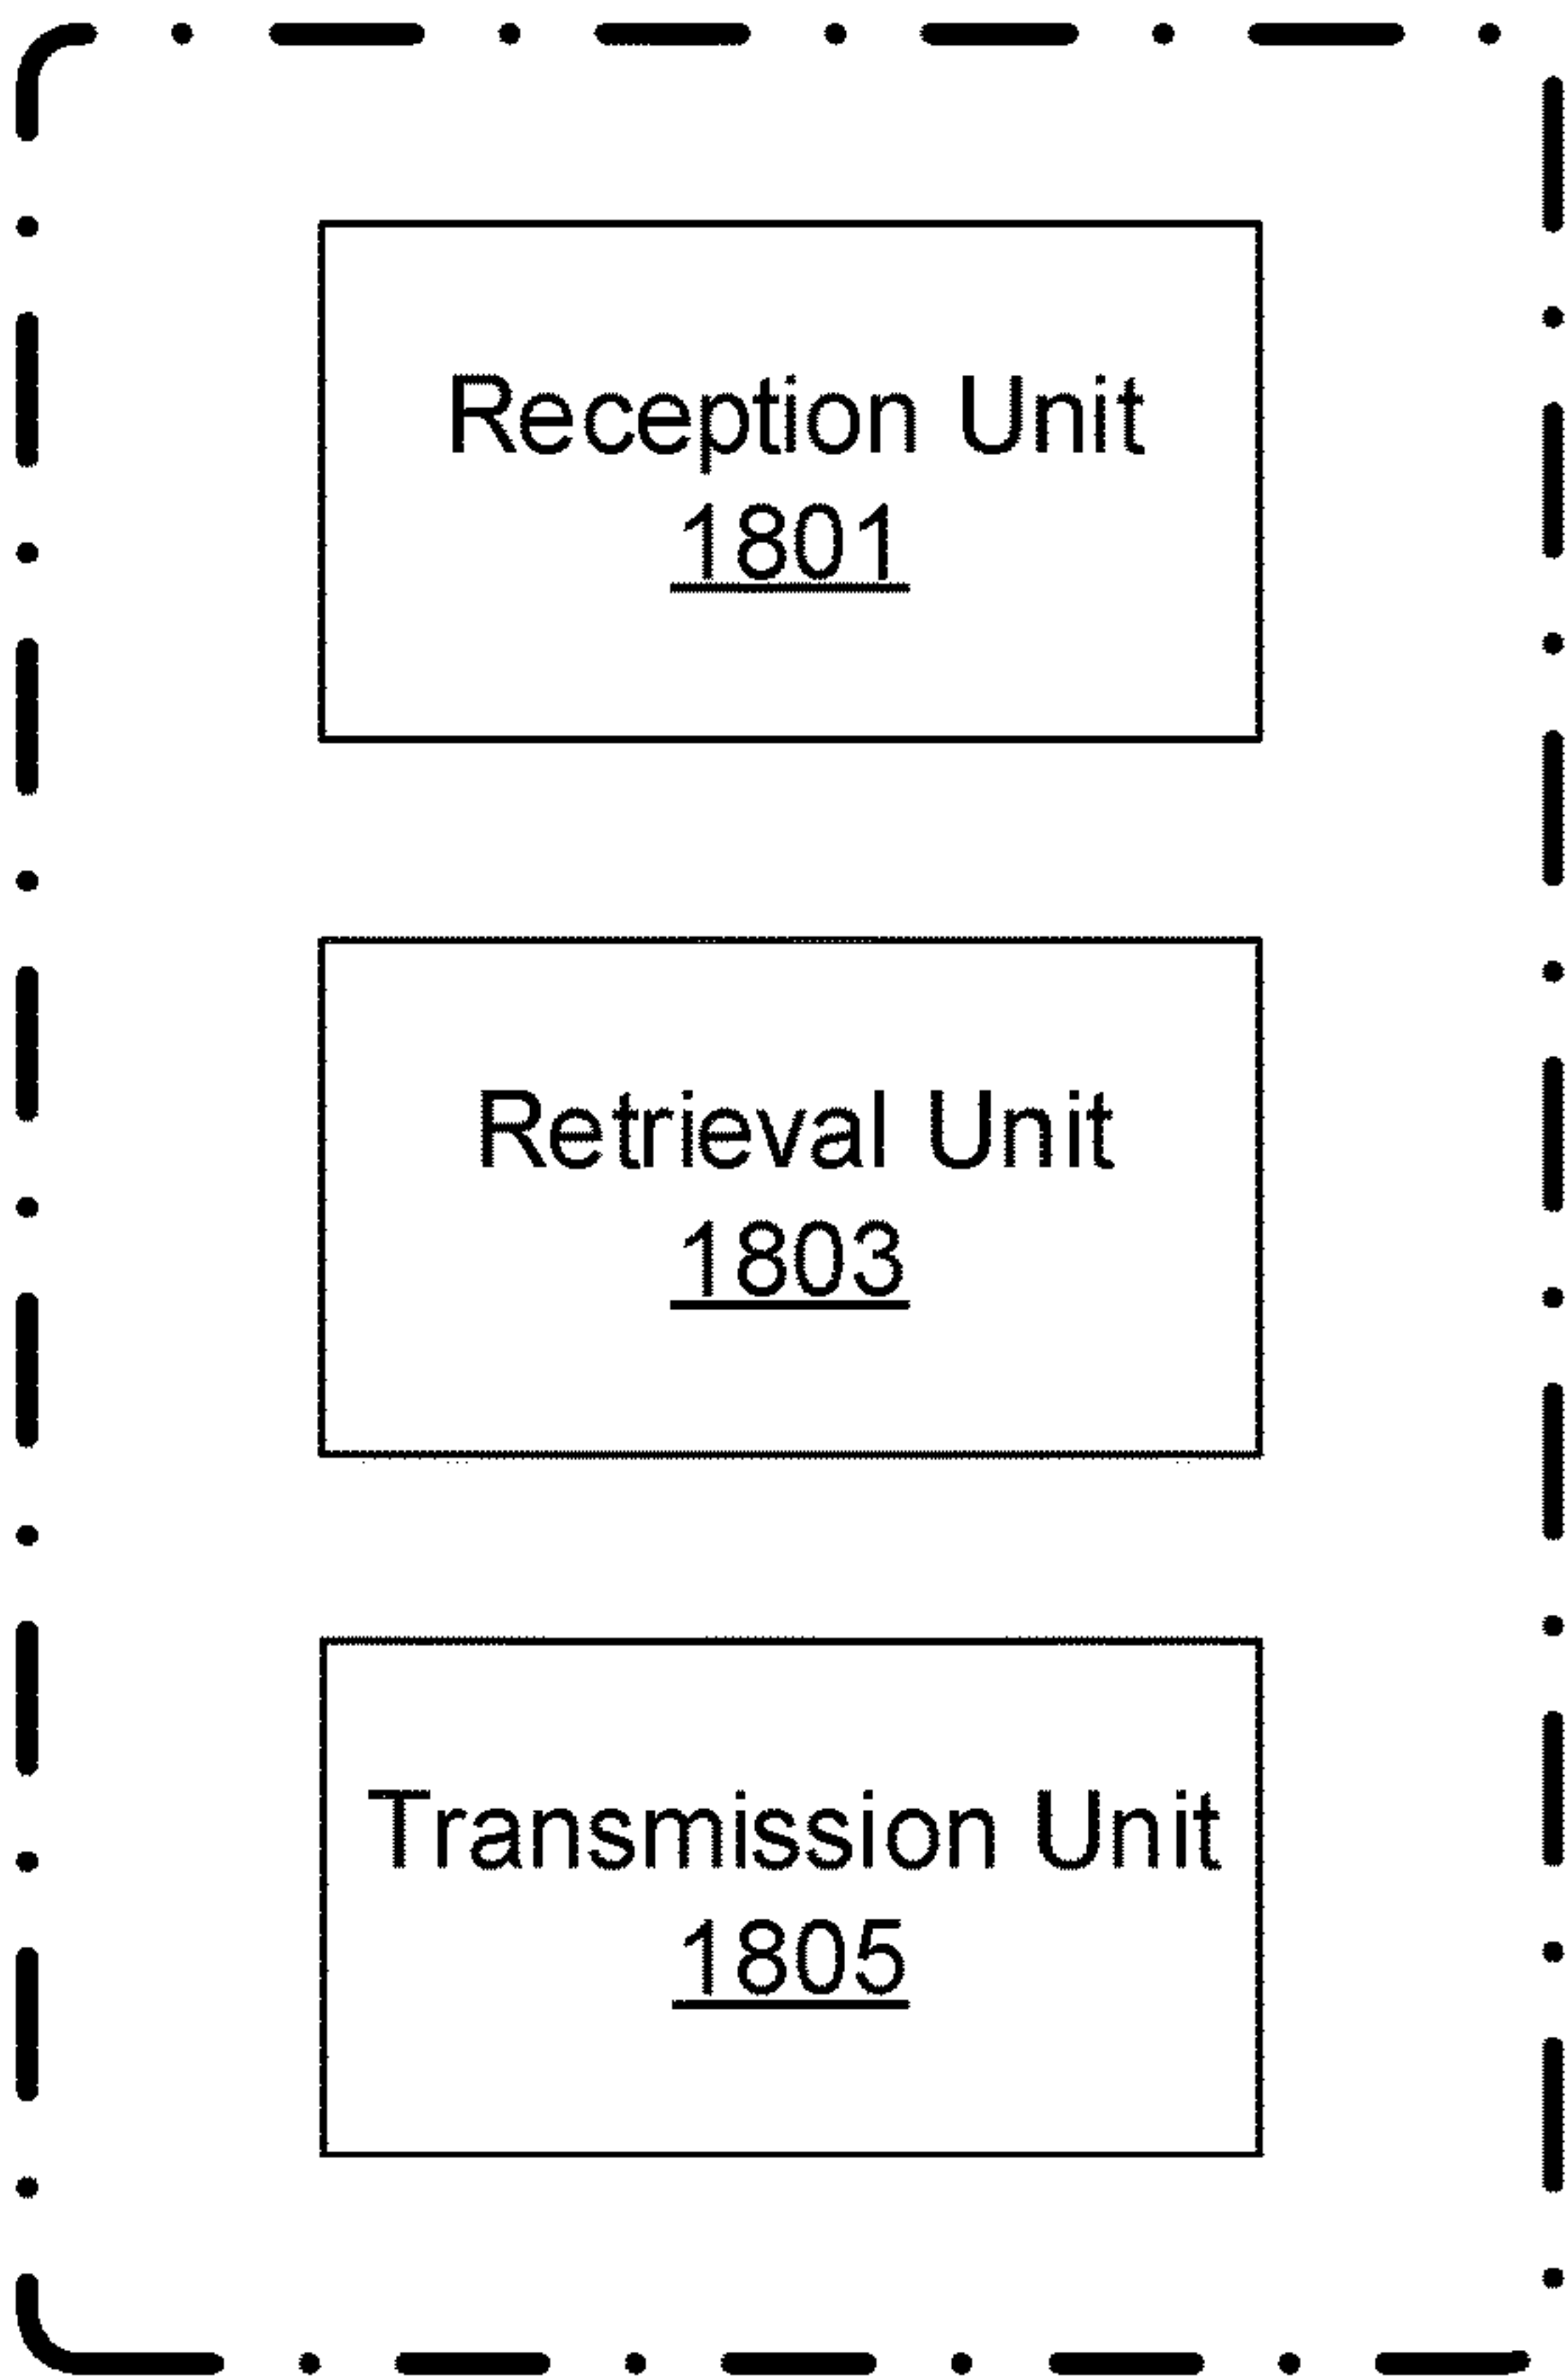 Reception Unit
1801
Retrieval Unit
1803
Transmission Unit
1805